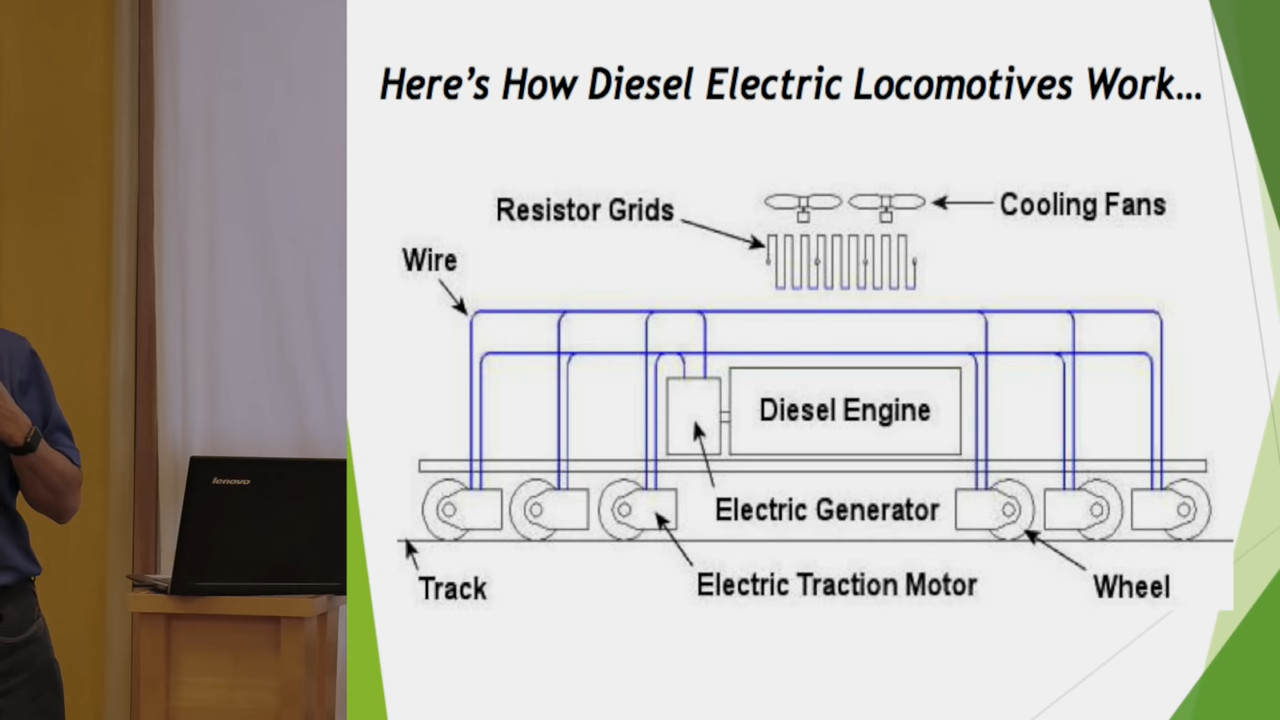 Here's How Diesel Electric Locomotives Work...
Resistor Grids
Cooling Fans
Wire
Diesel Engine
Electric Generator
Electric Traction Motor
Track
Wheel
lenovo